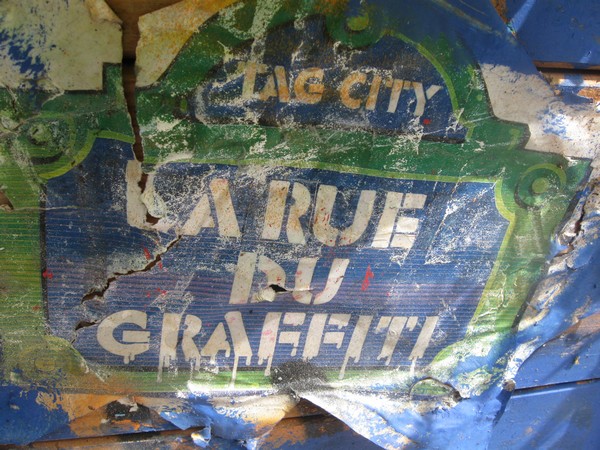 TAG CITY
LA RUE
DU
GRAFFITI